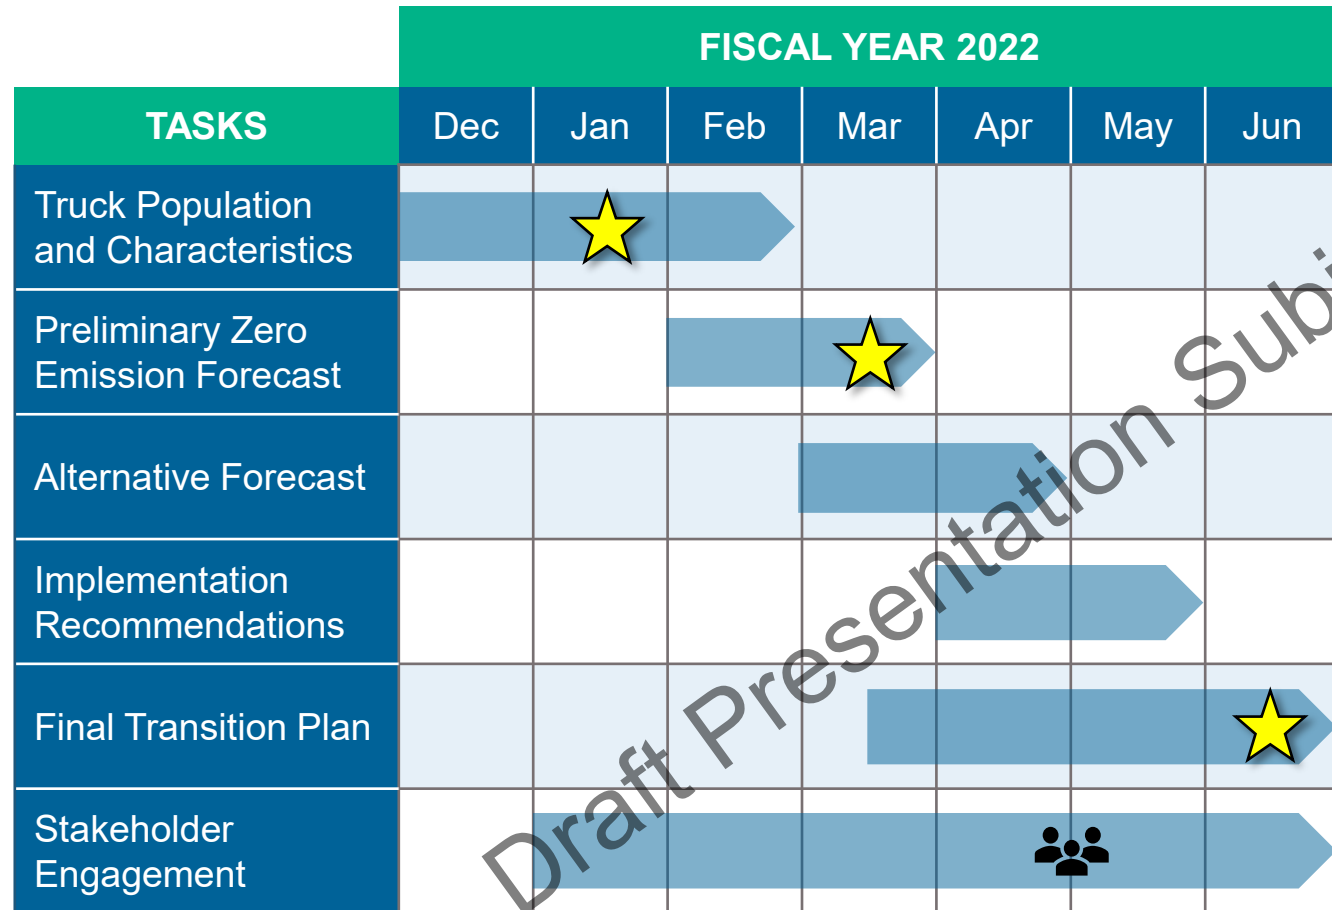 FISCAL YEAR 2022
TASKS Dec Jan Feb Mar Apr May Jun
Truck Population
and Characteristics
Preliminary Zero
Emission Forecast
Alternative Forecast
Implementation
Recommendations
Final Transition Plan
Stakeholder
Engagement
Draft Presentation